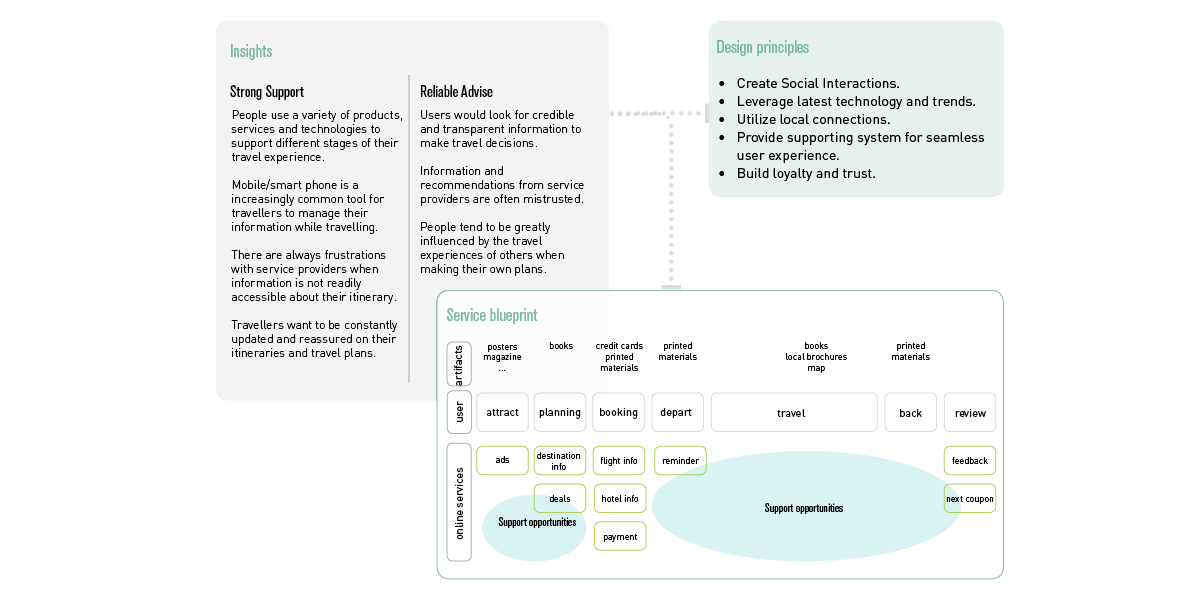 Insights
Strong Support
People use a variety of products,
services and technologies to
support different stages of their
travel experience.
Mobile/smart phone is a
increasingly common tool for
travellers to manage their
information while travelling.
There are always frustrations
with service providers when
information is not readily
accessible about their itinerary.
Travellers want to be constantly
updated and reassured on their
itineraries and travel plans.
Reliable Advise
Users would look for credible
and transparent information to
make travel decisions.
Information and
recommendations from service
providers are often mistrusted.
People tend to be greatly
influenced by the travel
experiences of others when
making their own plans.
Design principles
• Create Social Interactions.
• Leverage latest technology and trends.
• Utilize local connections.
• Provide supporting system for seamless
user experience.
• Build loyalty and trust.
Service blueprint
artifacts
posters
magazine
...
books
credit cards
printed
materials
printed
materials
books
local brochures
map
printed
materials
user
attract
planning
booking
depart
travel
back
review
online services
ads
destination
info
flight info
reminder
feedback
deals
hotel info
next coupon
payment
Support opportunities
Support opportunities